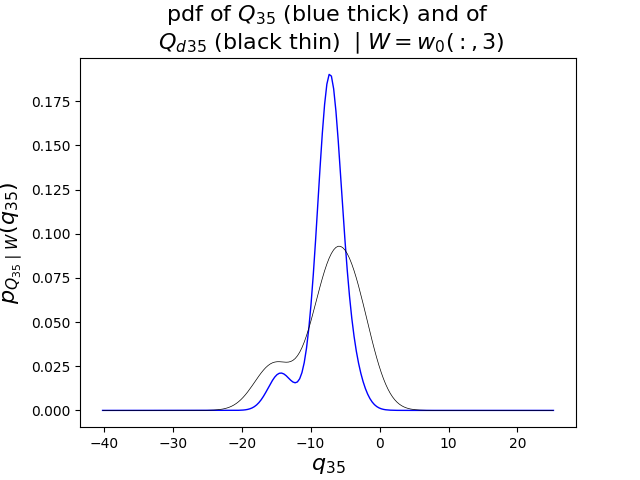 pdf of Q35 (blue thick) and of
Qd35 (black thin) | W = w0(:, 3)
0.175
0.150
0.125
0.100
0.075
0.050
0.025
0.000
pQ35 | W(q35)
−40 −30 −20 −10 0 10 20
q35